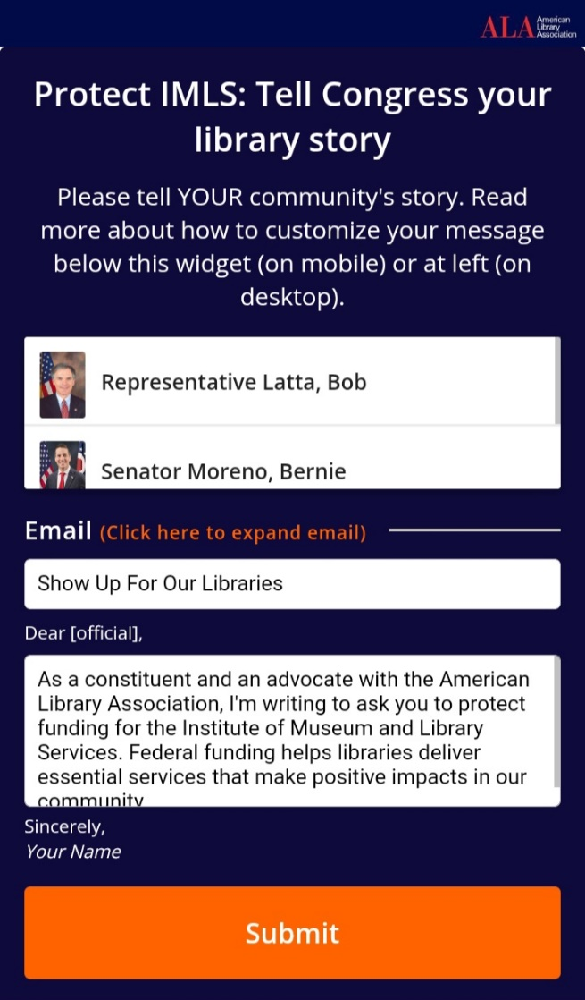 ALA American
Library
Association
Protect IMLS: Tell Congress your
library story
Please tell YOUR community's story. Read
more about how to customize your message
below this widget (on mobile) or at left (on
desktop).
Representative Latta, Bob
Senator Moreno, Bernie
Email (Click here to expand email)
Show Up For Our Libraries
Dear [official],
As a constituent and an advocate with the American
Library Association, I'm writing to ask you to protect
funding for the Institute of Museum and Library
Services. Federal funding helps libraries deliver
essential services that make positive impacts in our
community
Sincerely,
Your Name
Submit